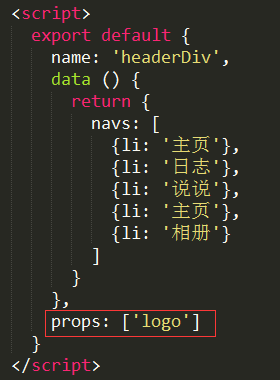 <script>
export default {
name: 'headerDiv',
data () {
return {
navs: [
{li: '主页'},
{li: '日志'},
{li: '说说'},
{li: '主页'},
{li: '相册'}
]
}
},
props: ['logo']
}
</script>